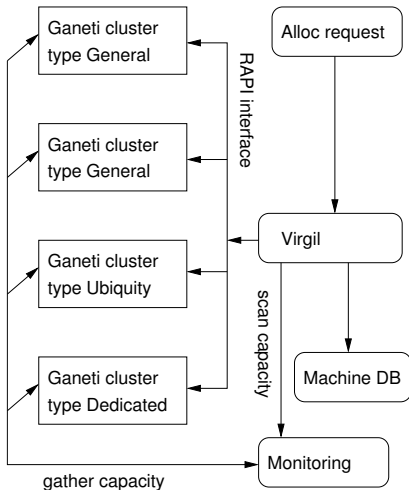 Ganeti cluster
type General
Alloc request
RAPI interface
Ganeti cluster
type General
Virgil
Ganeti cluster
type Ubiquity
scan capacity
Ganeti cluster
type Dedicated
Machine DB
Monitoring
gather capacity